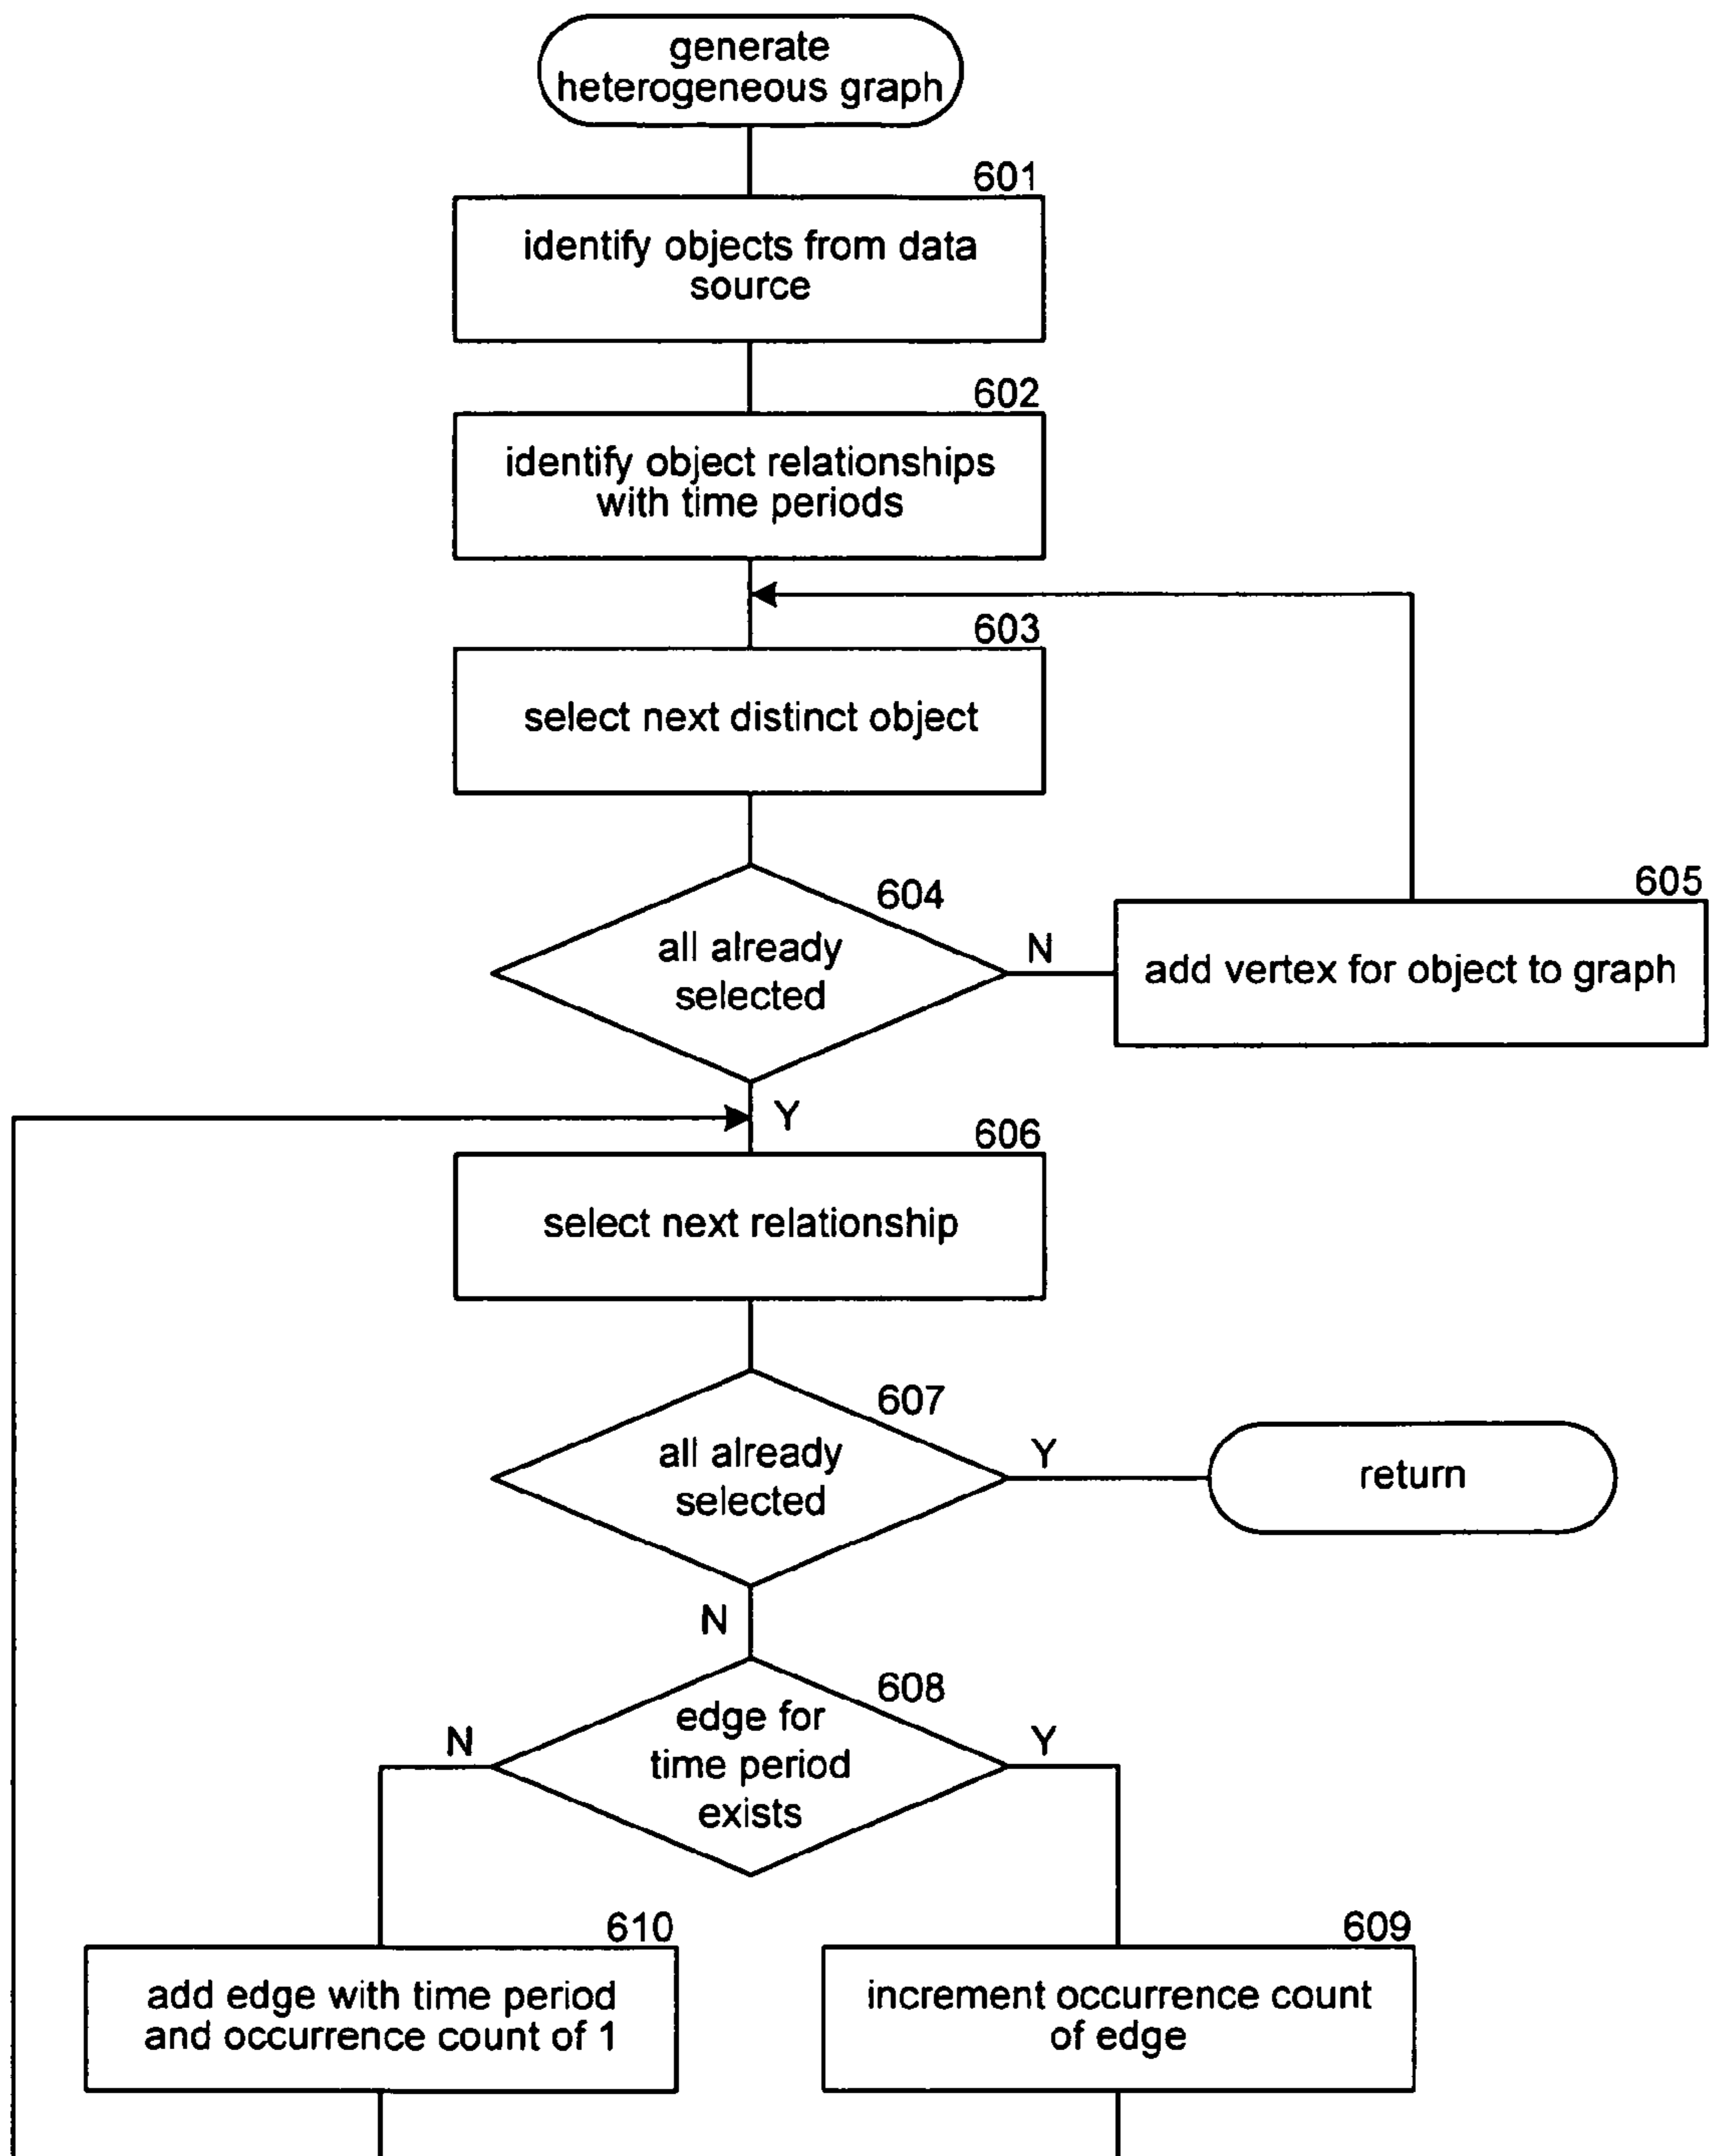 generate
heterogeneous graph
601
identify objects from data
source
602
identify object relationships
with time periods
603
select next distinct object
604
all already
selected
N
605
add vertex for object to graph
Y
606
select next relationship
607
all already
selected
Y
return
N
608
edge for
time period
exists
N
Y
610
add edge with time period
and occurrence count of 1
609
increment occurrence count
of edge